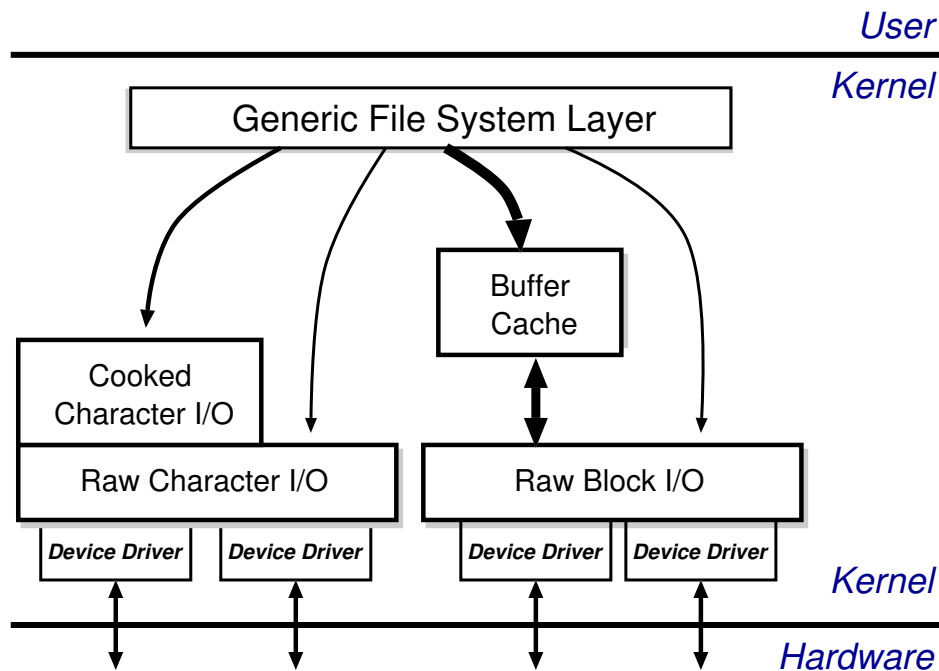 User
Kernel
Generic File System Layer
Buffer
Cache
Cooked
Character I/O
Raw Character I/O
Raw Block I/O
Device Driver
Device Driver
Device Driver
Device Driver
Kernel
Hardware